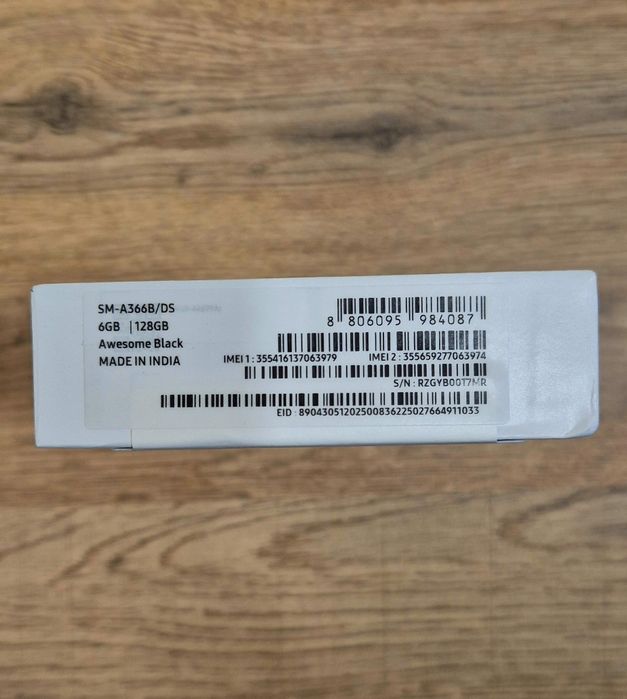 SM-A366B/DS
6GB | 128GB
Awesome Black
MADE IN INDIA
8 806095 984087
IMEI 1 : 355416137063979 IMEI 2 : 355659277063974
S/N : RZGYB00T7MR
EID : 89043051202500836225027664911033